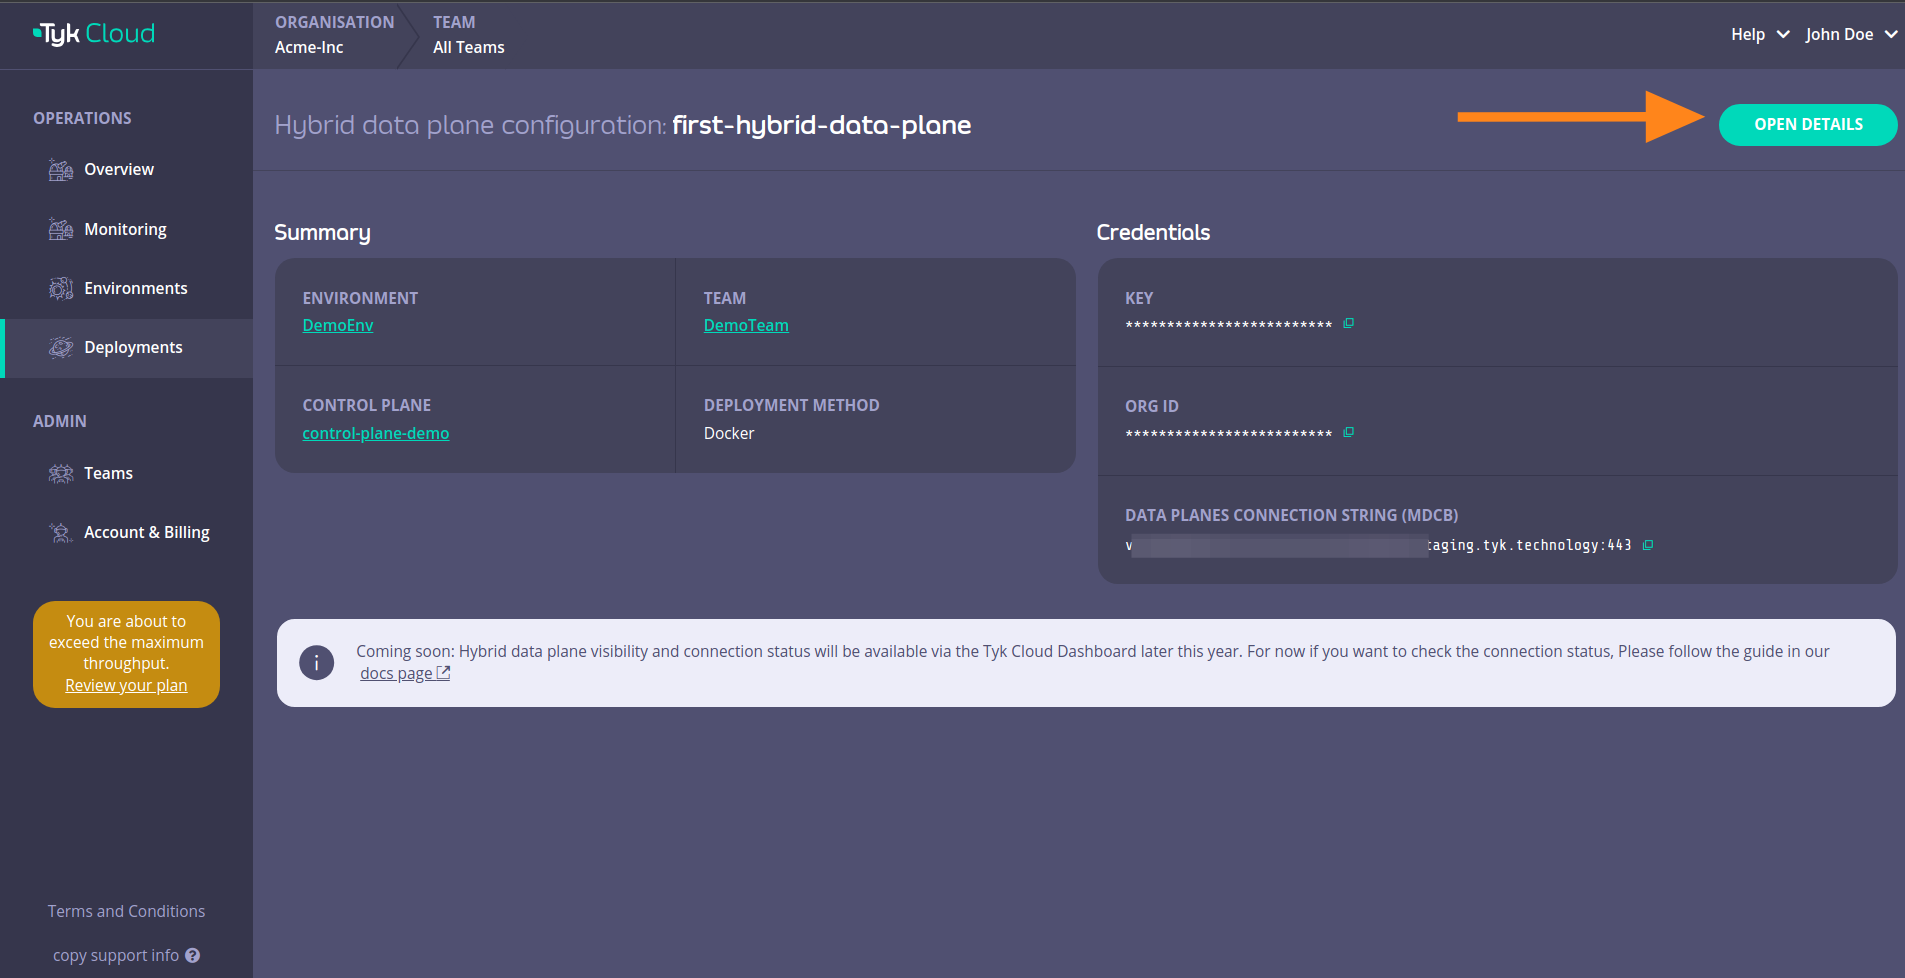 Tyk Cloud
ORGANISATION
Acme-Inc
TEAM
All Teams
Help
John Doe
OPERATIONS
Overview
Monitoring
Environments
Deployments
ADMIN
Teams
Account & Billing
You are about to
exceed the maximum
throughput.
Review your plan
Terms and Conditions
copy support info ?
Hybrid data plane configuration: first-hybrid-data-plane
OPEN DETAILS
Summary
ENVIRONMENT
DemoEnv
TEAM
DemoTeam
CONTROL PLANE
control-plane-demo
DEPLOYMENT METHOD
Docker
Credentials
KEY
*************************
ORG ID
*************************
DATA PLANES CONNECTION STRING (MDCB)
taging.tyk.technology:443
i
Coming soon: Hybrid data plane visibility and connection status will be available via the Tyk Cloud Dashboard later this year. For now if you want to check the connection status, Please follow the guide in our
docs page